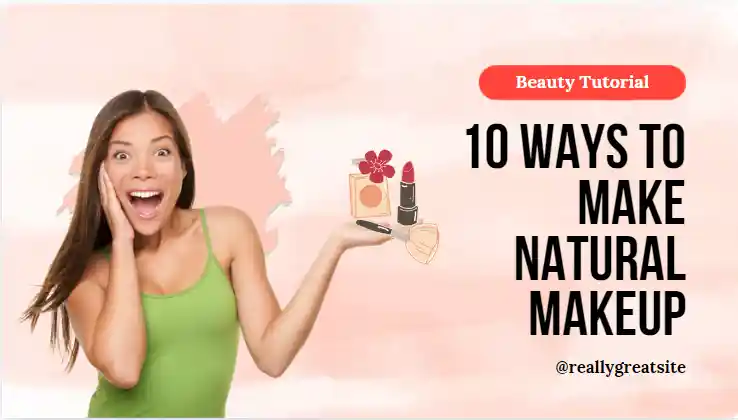 Beauty Tutorial
10 WAYS TO
MAKE
NATURAL
MAKEUP
@reallygreatsite